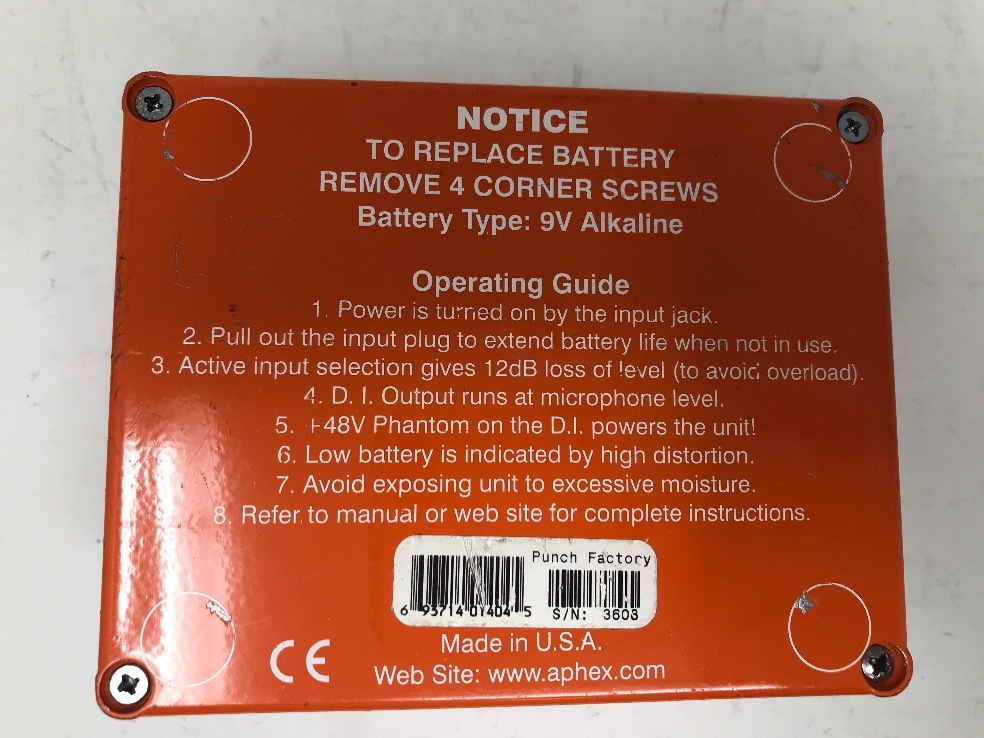 NOTICE
TO REPLACE BATTERY
REMOVE 4 CORNER SCREWS
Battery Type: 9V Alkaline
Operating Guide
1. Power is turned on by the input jack.
2. Pull out the input plug to extend battery life when not in use.
3. Active input selection gives 12dB loss of level (to avoid overload).
4. D. I. Output runs at microphone level.
5. +48V Phantom on the D.I. powers the unit!
6. Low battery is indicated by high distortion.
7. Avoid exposing unit to excessive moisture.
8. Refer to manual or web site for complete instructions.
Punch Factory
6 93714 01404 5
S/N: 3603
Made in U.S.A.
CE
Web Site: www.aphex.com